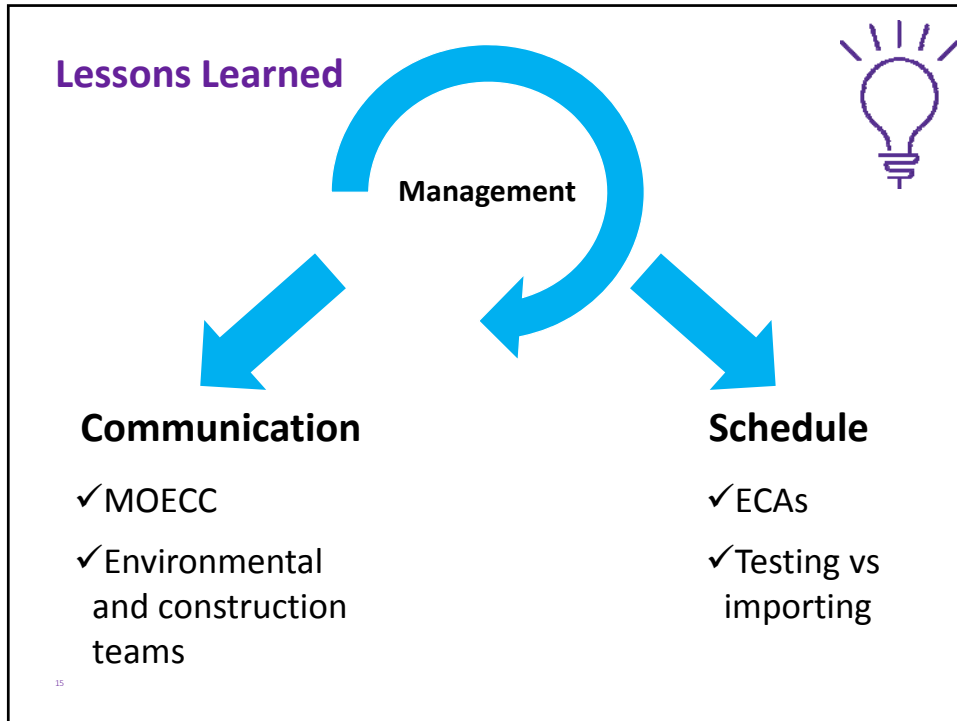 Lessons Learned
Management
Communication
✓MOECC
✓Environmental
and construction
teams
Schedule
✓ECAs
✓Testing vs
importing
15